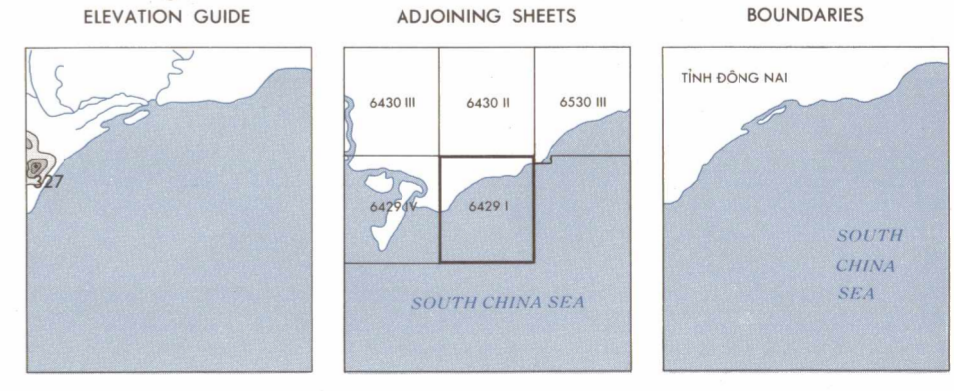 ELEVATION GUIDE
327
ADJOINING SHEETS
6430 III
6430 II
6530 III
6429 IV
6429 I
SOUTH CHINA SEA
BOUNDARIES
TỈNH ĐỒNG NAI
SOUTH
CHINA
SEA